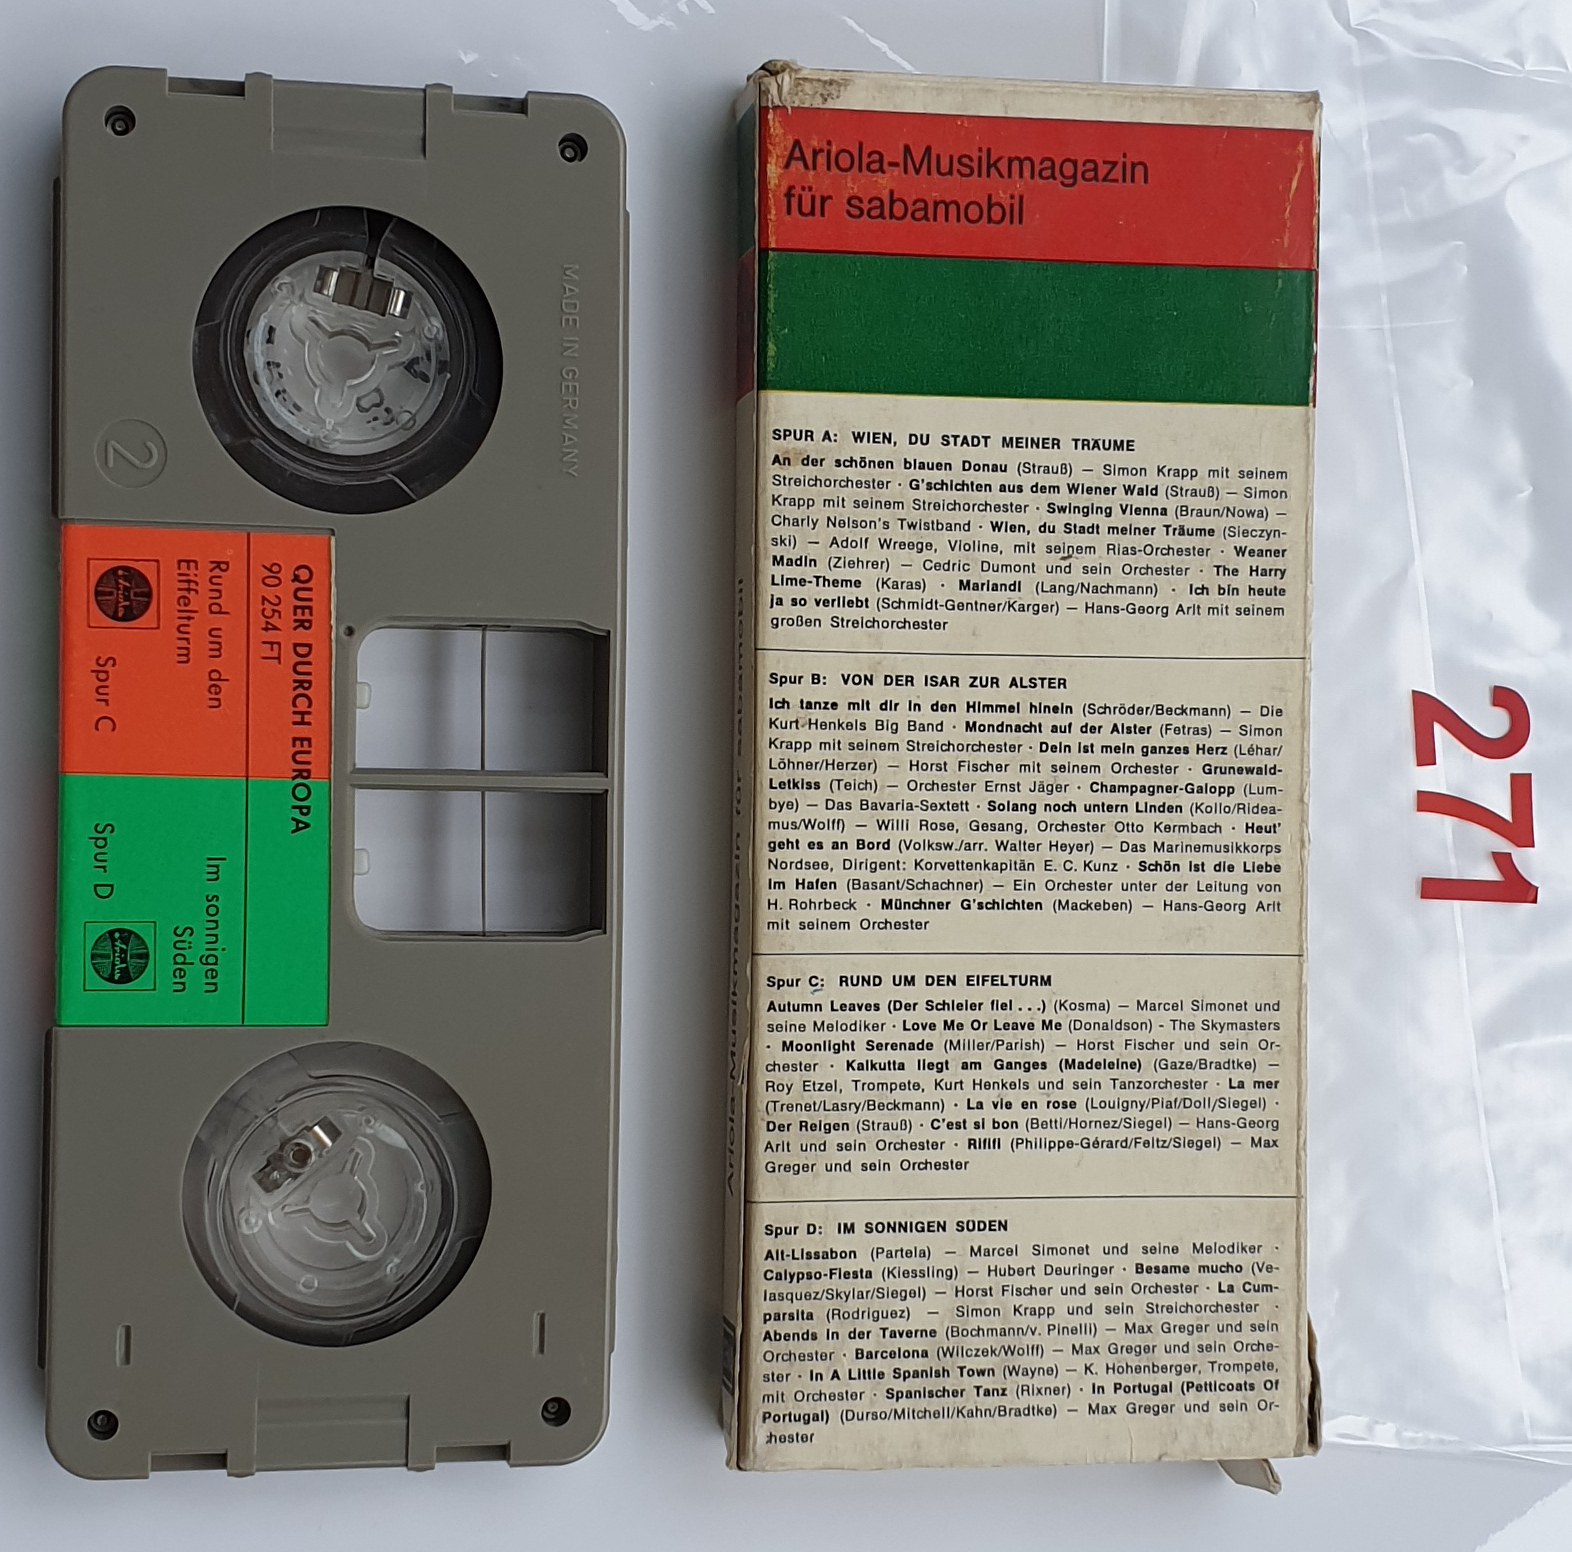 MADE IN GERMANY
2
QUER DURCH EUROPA
90 254 FT
Rund um den
Eiffelturm
Ariola
Spur C
Im sonnigen
Süden
Spur D
Ariola
Ariola-Musikmagazin für sabamobil
Ariola-Musikmagazin
für sabamobil
SPUR A: WIEN, DU STADT MEINER TRÄUME
An der schönen blauen Donau (Strauß) — Simon Krapp mit seinem
Streichorchester · G'schichten aus dem Wiener Wald (Strauß) — Simon
Krapp mit seinem Streichorchester · Swinging Vienna (Braun/Nowa) —
Charly Nelson's Twistband · Wien, du Stadt meiner Träume (Sieczyn-
ski) — Adolf Wreege, Violine, mit seinem Rias-Orchester · Weaner
Madln (Ziehrer) — Cedric Dumont und sein Orchester · The Harry
Lime-Theme (Karas) · Mariandl (Lang/Nachmann) · Ich bin heute
ja so verliebt (Schmidt-Gentner/Karger) — Hans-Georg Arlt mit seinem
großen Streichorchester
Spur B: VON DER ISAR ZUR ALSTER
Ich tanze mit dir in den Himmel hinein (Schröder/Beckmann) — Die
Kurt Henkels Big Band · Mondnacht auf der Alster (Fetras) — Simon
Krapp mit seinem Streichorchester · Dein ist mein ganzes Herz (Léhar/
Löhner/Herzer) — Horst Fischer mit seinem Orchester · Grunewald-
Letkiss (Teich) — Orchester Ernst Jäger · Champagner-Galopp (Lum-
bye) — Das Bavaria-Sextett · Solang noch untern Linden (Kollo/Ridea-
mus/Wolff) — Willi Rose, Gesang, Orchester Otto Kermbach · Heut'
geht es an Bord (Volksw./arr. Walter Heyer) — Das Marinemusikkorps
Nordsee, Dirigent: Korvettenkapitän E. C. Kunz · Schön ist die Liebe
im Hafen (Basant/Schachner) — Ein Orchester unter der Leitung von
H. Rohrbeck · Münchner G'schichten (Mackeben) — Hans-Georg Arlt
mit seinem Orchester
Spur C: RUND UM DEN EIFELTURM
Autumn Leaves (Der Schleier fiel . . .) (Kosma) — Marcel Simonet und
seine Melodiker · Love Me Or Leave Me (Donaldson) - The Skymasters
· Moonlight Serenade (Miller/Parish) — Horst Fischer und sein Or-
chester · Kalkutta liegt am Ganges (Madeleine) (Gaze/Bradtke) —
Roy Etzel, Trompete, Kurt Henkels und sein Tanzorchester · La mer
(Trenet/Lasry/Beckmann) · La vie en rose (Louigny/Piaf/Doll/Siegel) ·
Der Reigen (Strauß) · C'est si bon (Betti/Hornez/Siegel) — Hans-Georg
Arlt und sein Orchester · Rififi (Philippe-Gérard/Feltz/Siegel) — Max
Greger und sein Orchester
Spur D: IM SONNIGEN SÜDEN
Alt-Lissabon (Partela) — Marcel Simonet und seine Melodiker ·
Calypso-Fiesta (Kiessling) — Hubert Deuringer · Besame mucho (Ve-
lasquez/Skylar/Siegel) — Horst Fischer und sein Orchester · La Cum-
parsita (Rodriguez) — Simon Krapp und sein Streichorchester ·
Abends in der Taverne (Bochmann/v. Pinelli) — Max Greger und sein
Orchester · Barcelona (Wilczek/Wolff) — Max Greger und sein Orche-
ster · In A Little Spanish Town (Wayne) — K. Hohenberger, Trompete,
mit Orchester · Spanischer Tanz (Rixner) · In Portugal (Petticoats Of
Portugal) (Durso/Mitchell/Kahn/Bradtke) — Max Greger und sein Or-
chester
271